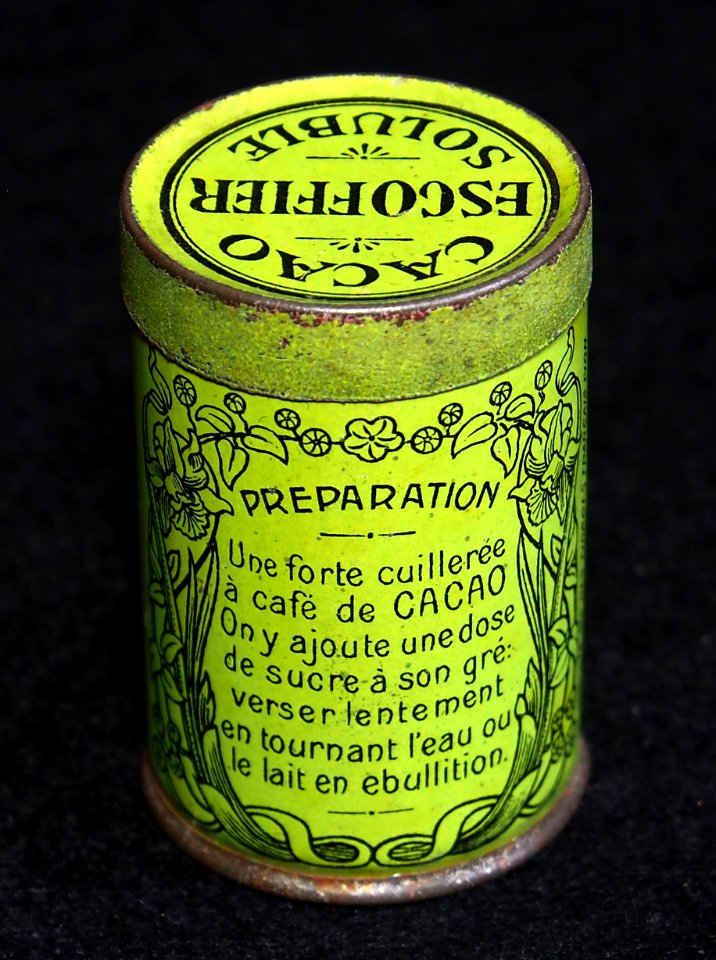 CACAO
ESCOFFIER
SOLUBLE
PREPARATION
Une forte cuillerée
à café de CACAO
On y ajoute une dose
de sucre à son gré:
verser lentement
en tournant l'eau ou
le lait en ebullition.